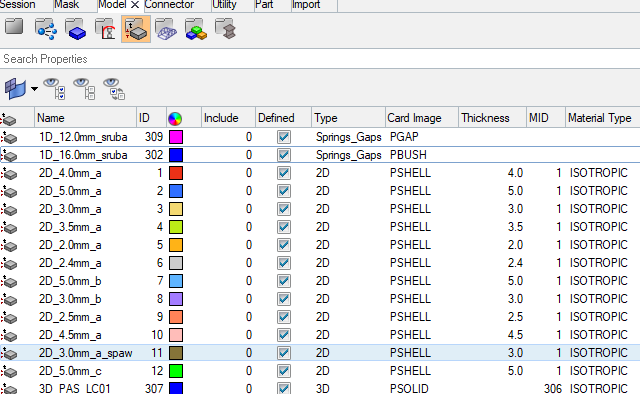 Session Mask Model × Connector Utility Part Import
Search Properties
Name ID Include Defined Type Card Image Thickness MID Material Type
1D_12.0mm_sruba 309 0 Springs_Gaps PGAP
1D_16.0mm_sruba 302 0 Springs_Gaps PBUSH
2D_4.0mm_a 1 0 2D PSHELL 4.0 1 ISOTROPIC
2D_5.0mm_a 2 0 2D PSHELL 5.0 1 ISOTROPIC
2D_3.0mm_a 3 0 2D PSHELL 3.0 1 ISOTROPIC
2D_3.5mm_a 4 0 2D PSHELL 3.5 1 ISOTROPIC
2D_2.0mm_a 5 0 2D PSHELL 2.0 1 ISOTROPIC
2D_2.4mm_a 6 0 2D PSHELL 2.4 1 ISOTROPIC
2D_5.0mm_b 7 0 2D PSHELL 5.0 1 ISOTROPIC
2D_3.0mm_b 8 0 2D PSHELL 3.0 1 ISOTROPIC
2D_2.5mm_a 9 0 2D PSHELL 2.5 1 ISOTROPIC
2D_4.5mm_a 10 0 2D PSHELL 4.5 1 ISOTROPIC
2D_3.0mm_a_spaw 11 0 2D PSHELL 3.0 1 ISOTROPIC
2D_5.0mm_c 12 0 2D PSHELL 5.0 1 ISOTROPIC
3D_PAS_LC01 307 0 3D PSOLID 306 ISOTROPIC